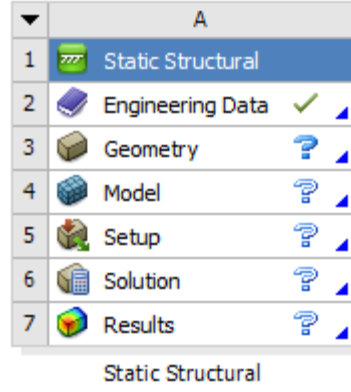 A
1 Static Structural
2 Engineering Data
3 Geometry ?
4 Model ?
5 Setup ?
6 Solution ?
7 Results ?
Static Structural